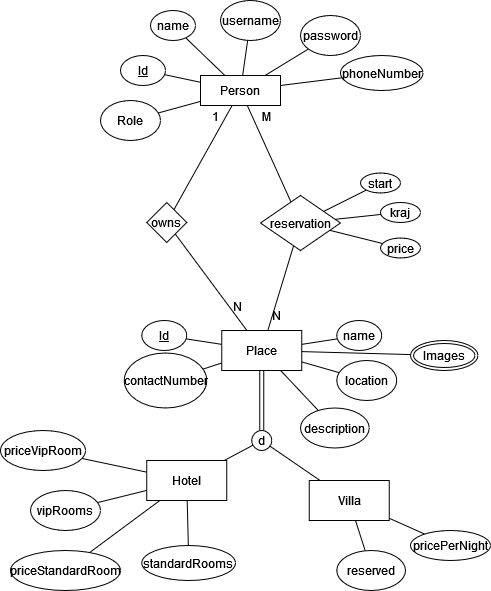 username
name
password
Id
phoneNumber
Person
Role
1
M
start
kraj
owns
reservation
price
N
N
Id
name
Place
Images
contactNumber
location
description
d
priceVipRoom
Hotel
Villa
vipRooms
pricePerNight
standardRooms
priceStandardRoom
reserved